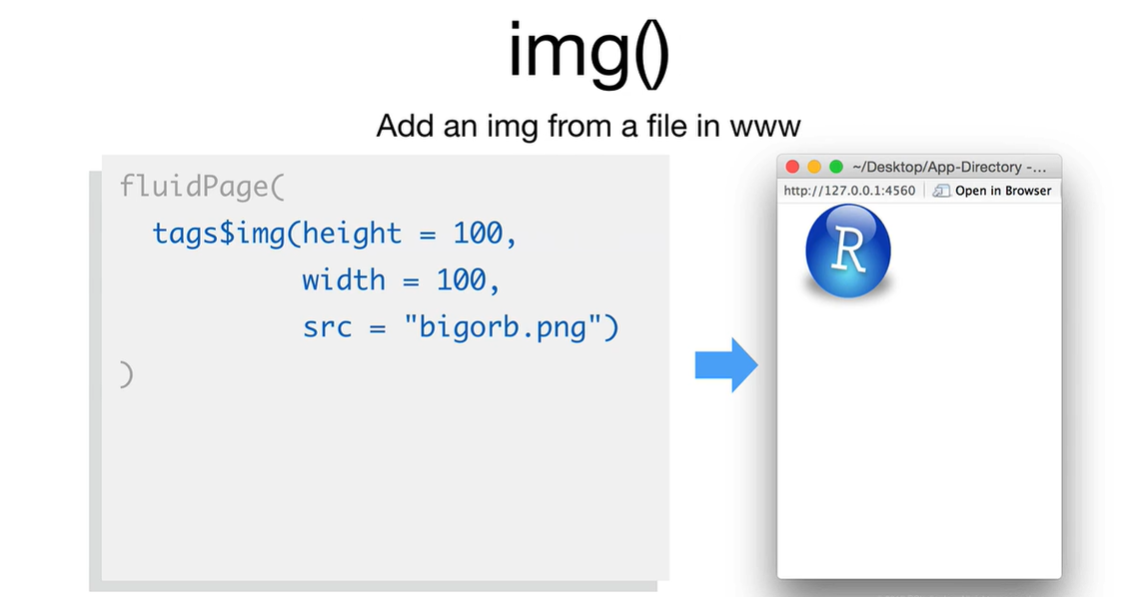 img()
Add an img from a file in www
fluidPage(
  tags$img(height = 100,
           width = 100,
           src = "bigorb.png")
)
~/Desktop/App-Directory -...
http://127.0.0.1:4560 Open in Browser
R